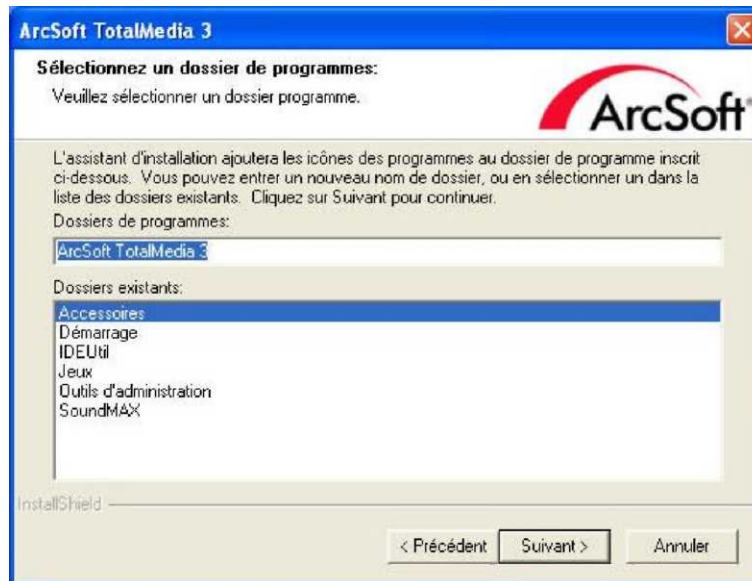 ArcSoft TotalMedia 3
Sélectionnez un dossier de programmes:
Veuillez sélectionner un dossier programme.
ArcSoft®
L'assistant d'installation ajoutera les icônes des programmes au dossier de programme inscrit
ci-dessous. Vous pouvez entrer un nouveau nom de dossier, ou en sélectionner un dans la
liste des dossiers existants. Cliquez sur Suivant pour continuer.
Dossiers de programmes:
ArcSoft TotalMedia 3
Dossiers existants:
Accessoires
Démarrage
IDEUtil
Jeux
Outils d'administration
SoundMAX
InstallShield
< Précédent
Suivant >
Annuler